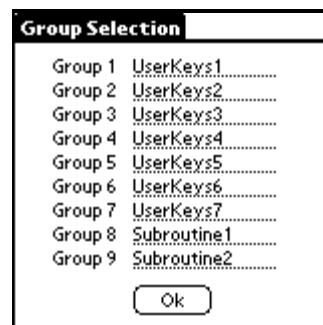 Group Selection
Group 1 UserKeys1
Group 2 UserKeys2
Group 3 UserKeys3
Group 4 UserKeys4
Group 5 UserKeys5
Group 6 UserKeys6
Group 7 UserKeys7
Group 8 Subroutine1
Group 9 Subroutine2
Ok